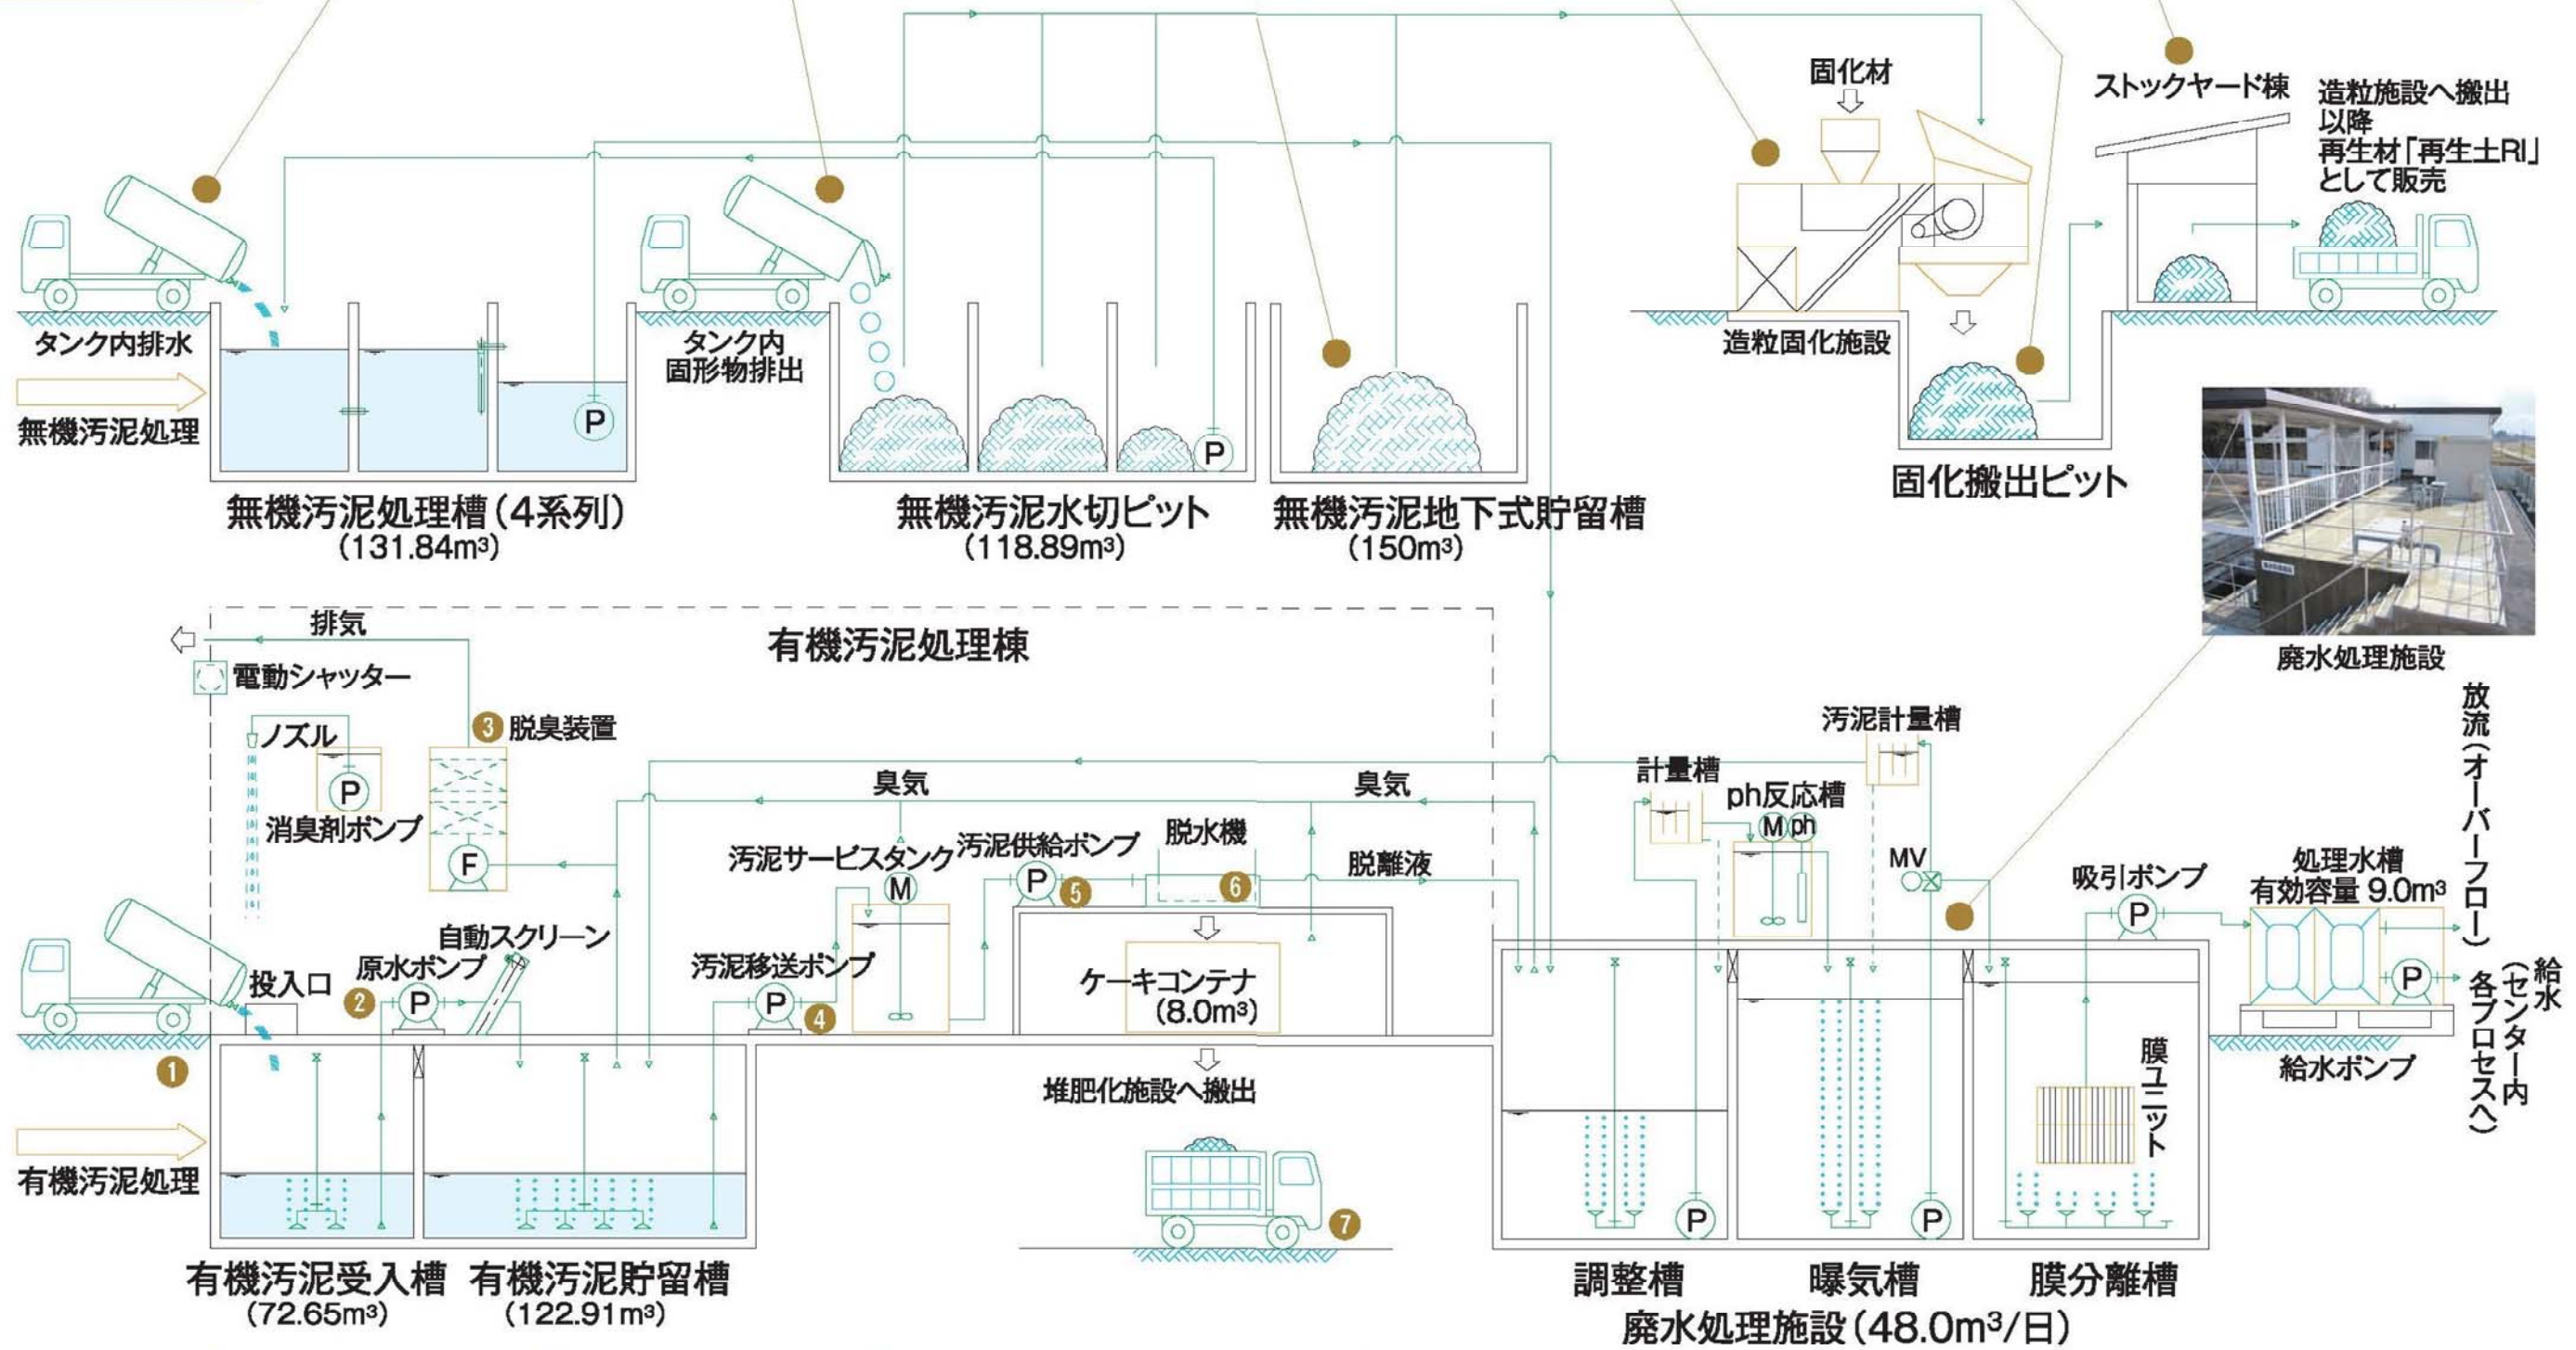 固化材
ストックヤード棟
造粒施設へ搬出
以降
再生材「再生土RI」
として販売
タンク内排水
無機汚泥処理
P
タンク内
固形物排出
P
造粒固化施設
固化搬出ピット
無機汚泥処理槽(4系列)
(131.84m³)
無機汚泥水切ピット
(118.89m³)
無機汚泥地下式貯留槽
(150m³)
廃水処理施設
排気
有機汚泥処理棟
電動シャッター
ノズル
P
消臭剤ポンプ
3 脱臭装置
F
臭気
臭気
汚泥サービスタンク
M
汚泥供給ポンプ
P
5
脱水機
6
脱離液
計量槽
ph反応槽
M ph
汚泥計量槽
MV
吸引ポンプ
P
処理水槽
有効容量 9.0m³
P
放流(オーバーフロー)
給水
(センター内
各プロセスへ)
給水ポンプ
投入口
原水ポンプ
2
P
自動スクリーン
汚泥移送ポンプ
P
4
ケーキコンテナ
(8.0m³)
堆肥化施設へ搬出
1
有機汚泥処理
7
P
P
膜ユニット
有機汚泥受入槽
(72.65m³)
有機汚泥貯留槽
(122.91m³)
調整槽
曝気槽
膜分離槽
廃水処理施設(48.0m³/日)